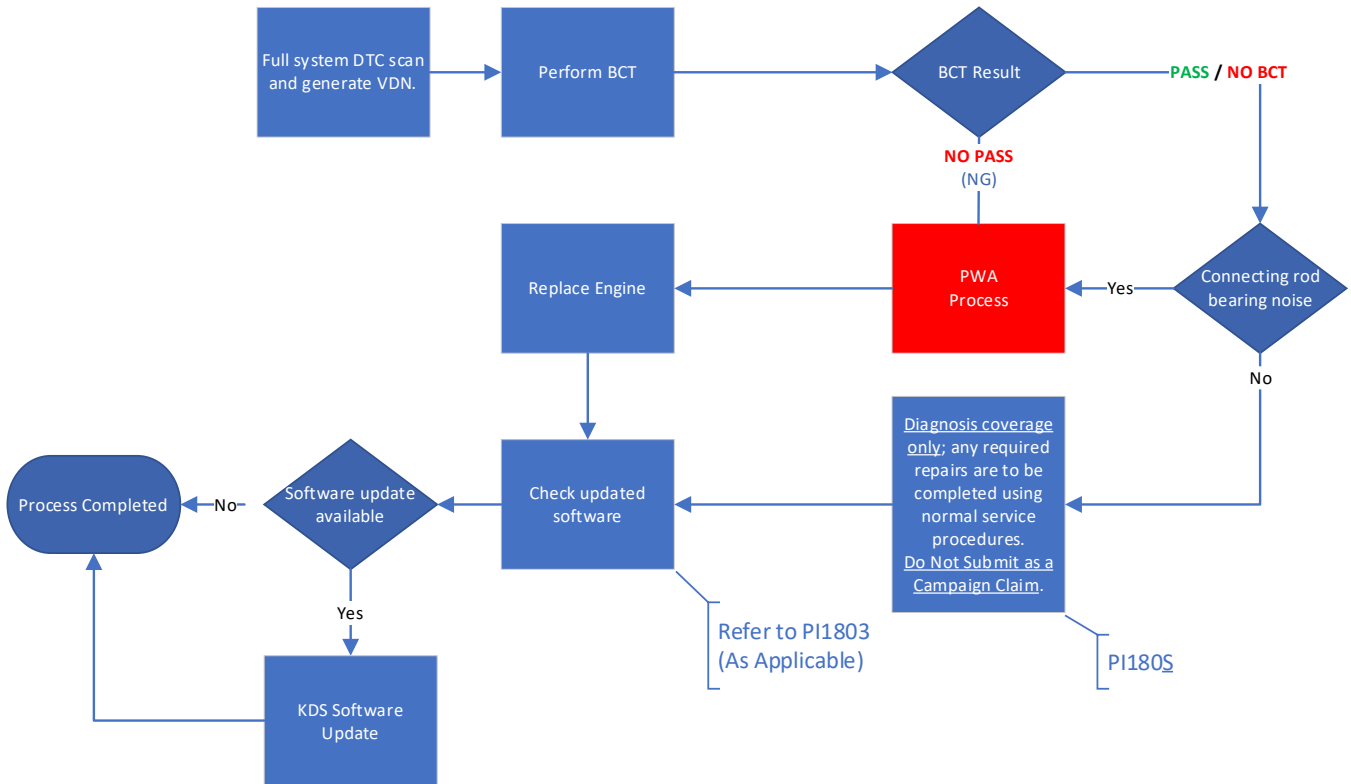 Full system DTC scan
and generate VDN.
Perform BCT
BCT Result
PASS / NO BCT
NO PASS
(NG)
Replace Engine
PWA
Process
Yes
Connecting rod
bearing noise
No
Process Completed
No
Software update
available
Check updated
software
Diagnosis coverage
only; any required
repairs are to be
completed using
normal service
procedures.
Do Not Submit as a
Campaign Claim.
Yes
Refer to PI1803
(As Applicable)
PI180S
KDS Software
Update